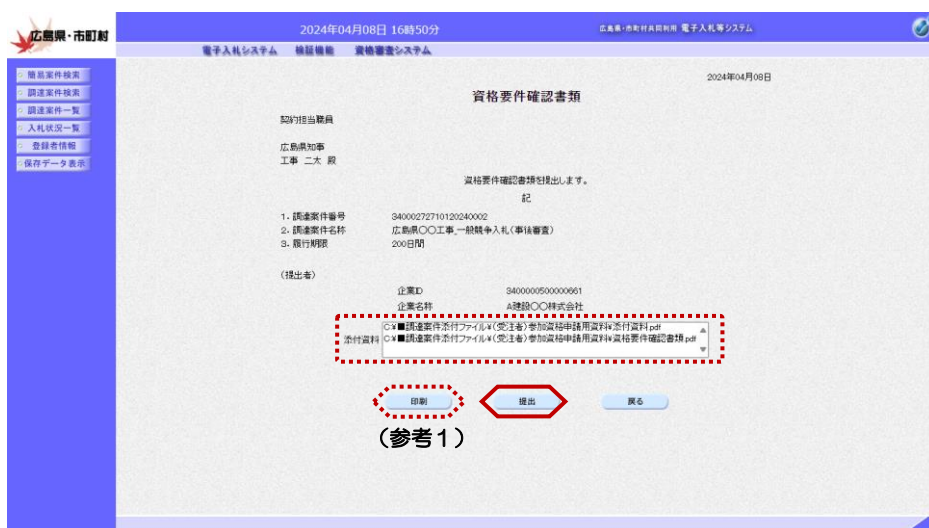 広島県・市町村
2024年04月08日 16時50分
広島県・市町村共同利用 電子入札等システム
電子入札システム 検証機能 資格審査システム
簡易案件検索
調達案件検索
調達案件一覧
入札状況一覧
登録者情報
保存データ表示
2024年04月08日
資格要件確認書類
契約担当職員
広島県知事
工事 二太 殿
資格要件確認書類を提出します。
記
1．調達案件番号 34000272710120240002
2．調達案件名称 広島県〇〇工事_一般競争入札(事後審査)
3．履行期限 200日間
(提出者)
企業ID 3400000500000661
企業名称 A建設〇〇株式会社
添付資料
C:¥■調達案件添付ファイル¥(受注者)参加資格申請用資料¥添付資料.pdf
C:¥■調達案件添付ファイル¥(受注者)参加資格申請用資料¥資格要件確認書類.pdf
印刷 提出 戻る
(参考1)